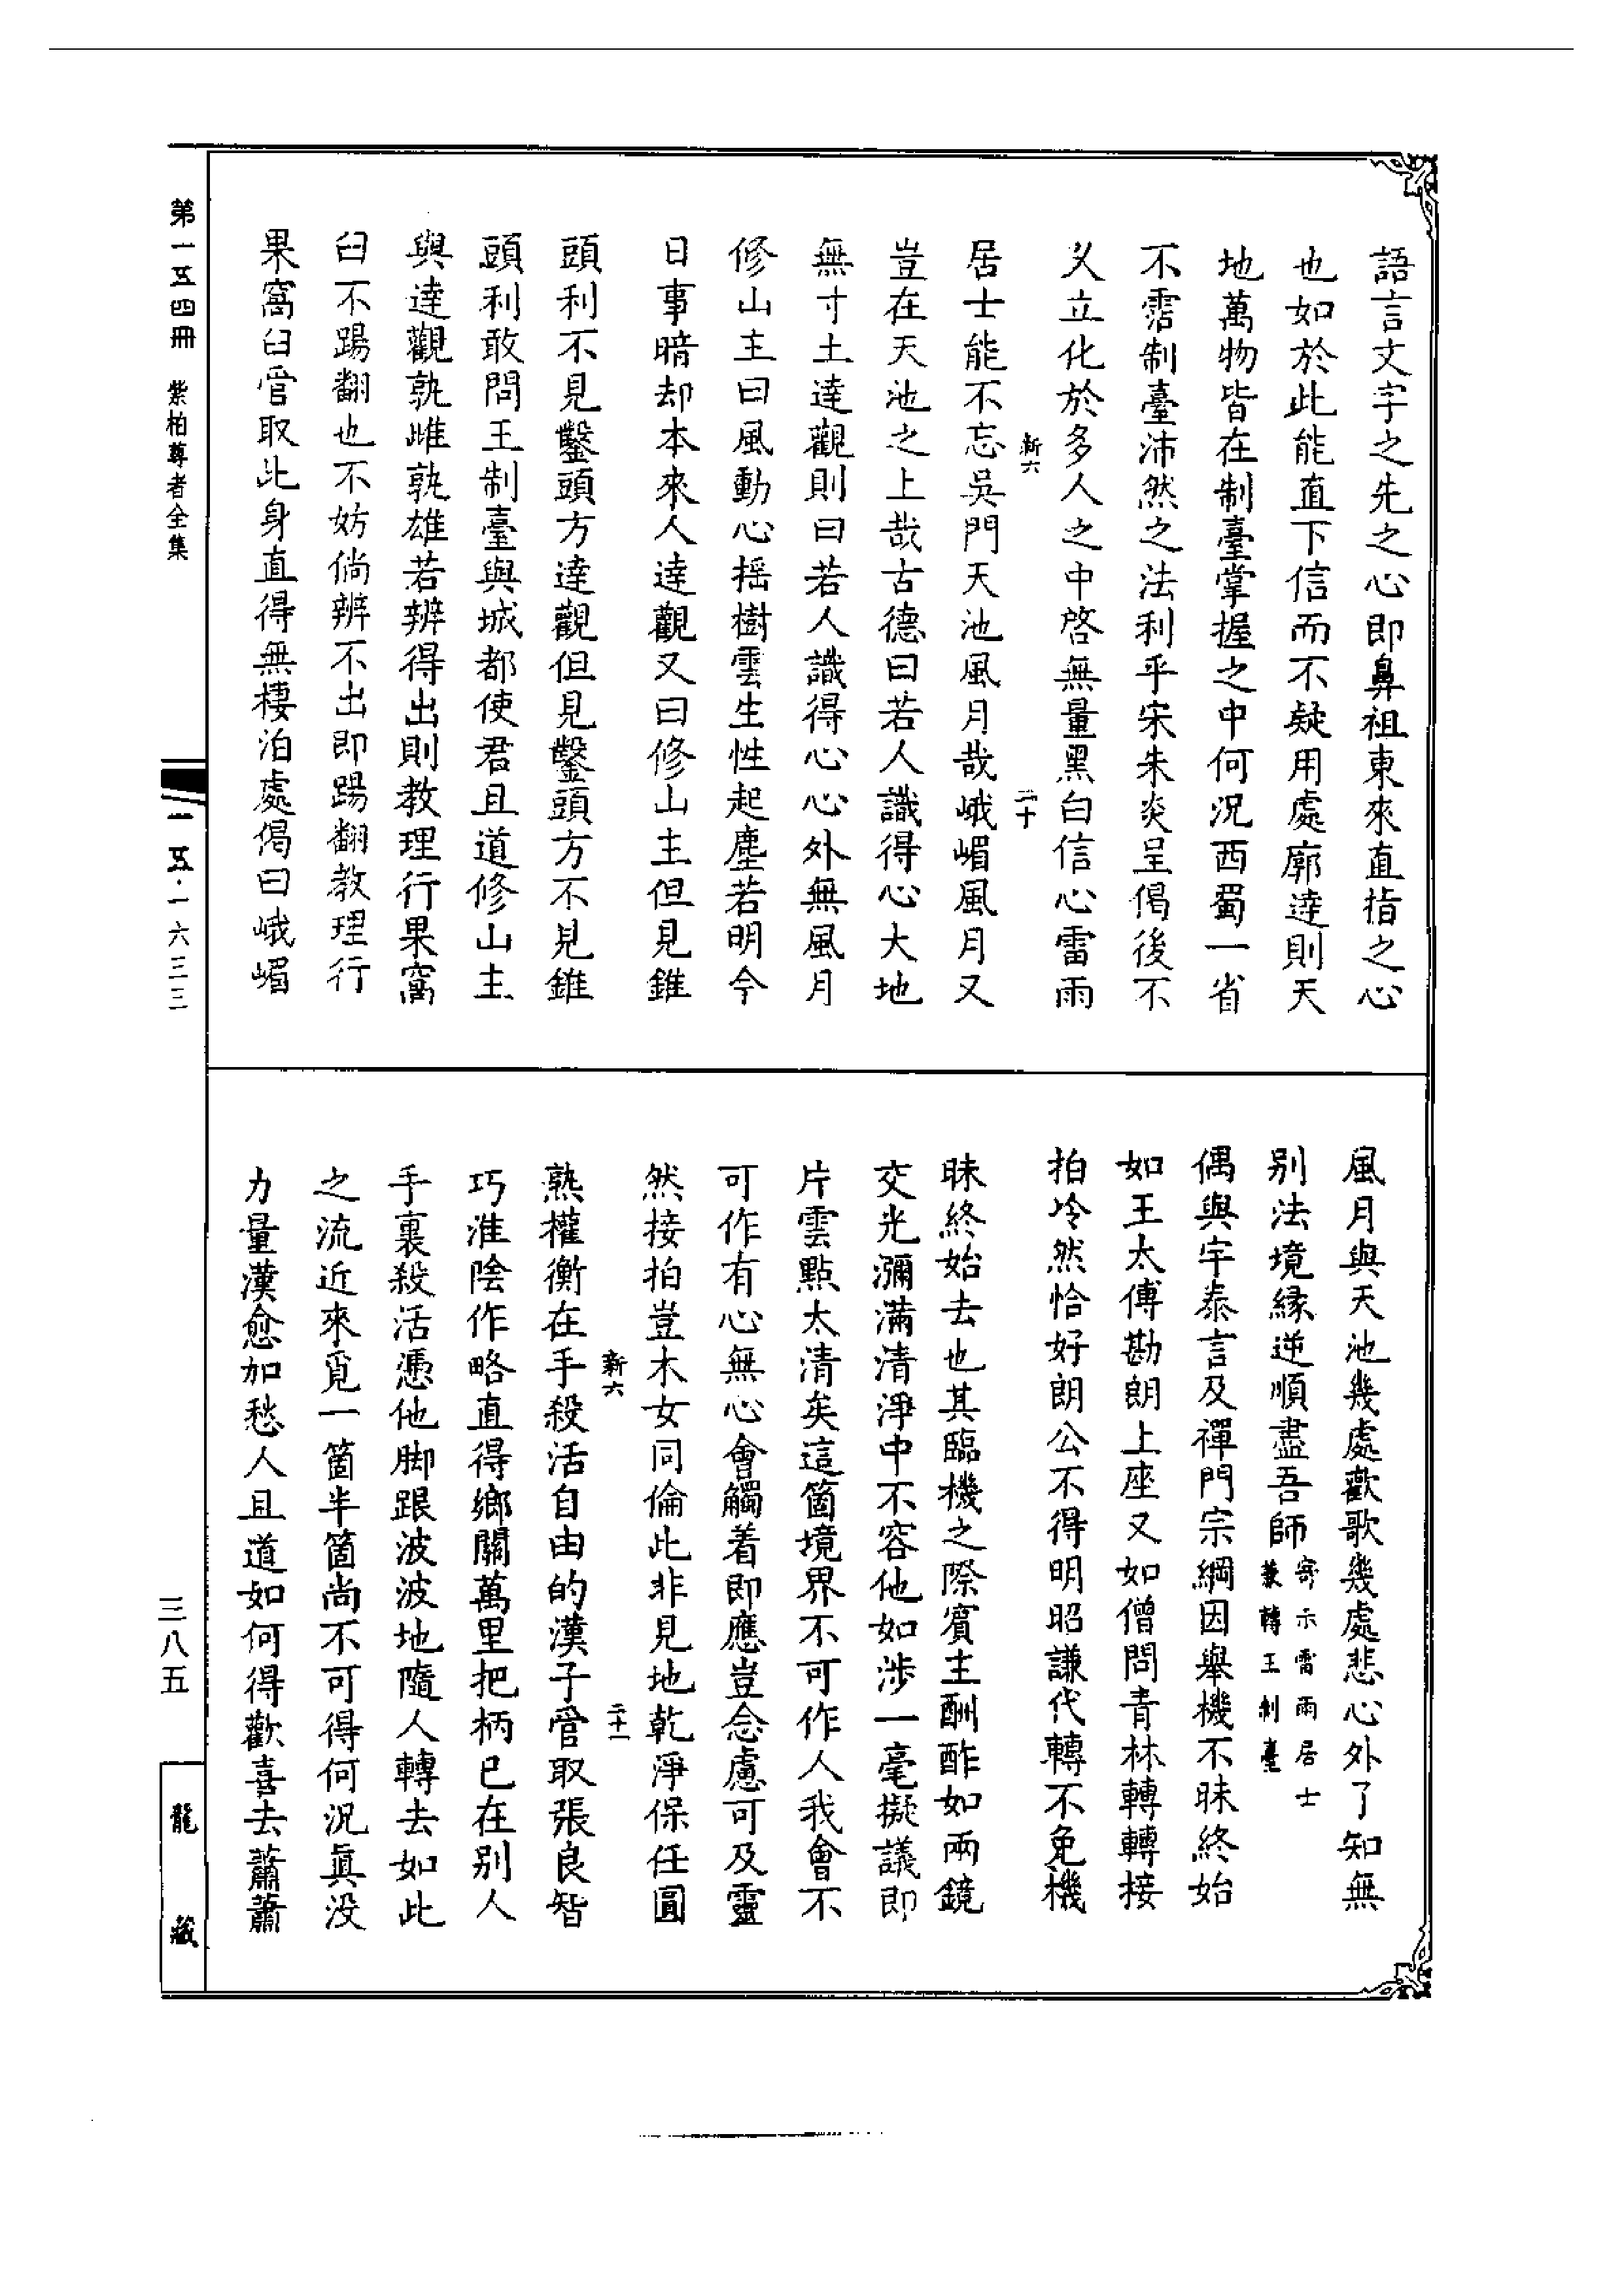 語言文字之先之心即鼻祖東來直指之心
也如於此能直下信而不疑用處廓達則天
地萬物皆在制臺掌握之中何況西蜀一省
不霑制臺沛然之法利乎宋朱炎呈偈後不
乆立化於多人之中啓無量黑白信心雷雨
新六 二十
居士能不忘吳門天池風月哉峨嵋風月又
豈在天池之上哉古德曰若人識得心大地
無寸土達觀則曰若人識得心心外無風月
修山主曰風動心搖樹雲生性起塵若明今
日事暗却本來人達觀又曰修山主但見錐
頭利不見鑿頭方達觀但見鑿頭方不見錐
頭利敢問王制臺與城都使君且道修山主
與達觀孰雌孰雄若辨得出則教理行果窩
臼不踢翻也不妨倘辨不出即踢翻教理行
果窩臼管取此身直得無棲泊處偈曰峨嵋
風月與天池幾處歡歌幾處悲心外了知無
別法境緣逆順盡吾師寄示雷雨居士兼轉王制臺
偶與宇泰言及禪門宗綱因舉機不昧終始
如王太傅勘朗上座又如僧問青林轉轉接
拍泠然恰好朗公不得明昭謙代轉不免機
昧終始去也其臨機之際賓主酬酢如兩鏡
交光瀰滿清淨中不容他如涉一毫擬議即
片雲點太清矣這箇境界不可作人我會不
可作有心無心會觸着即應豈念慮可及靈
然接拍豈木女同倫此非見地乾淨保任圓
新六 二十一
熟權衡在手殺活自由的漢子管取張良智
巧淮陰作略直得鄉關萬里把柄已在別人
手裏殺活憑他脚跟波波地隨人轉去如此
之流近來覓一箇半箇尚不可得何況真没
力量漢愈加愁人且道如何得歡喜去蕭蕭
第一五四冊 紫柏尊者全集
一五·一六三三
三八五
龍藏